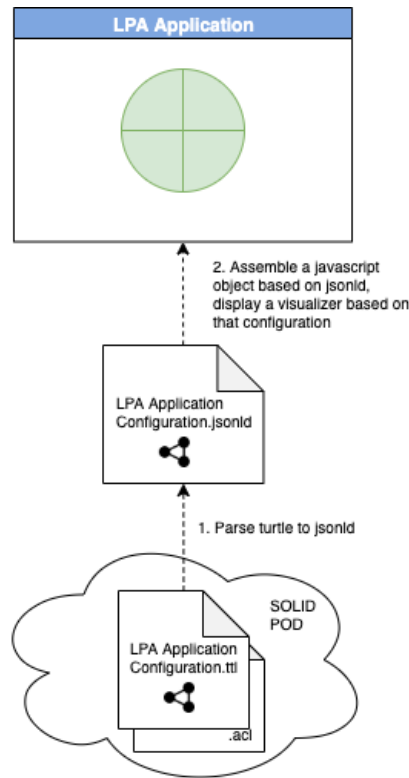 LPA Application
2. Assemble a javascript
object based on jsonld,
display a visualizer based on
that configuration
LPA Application
Configuration.jsonld
1. Parse turtle to jsonld
SOLID
POD
LPA Application
Configuration.ttl
.acl